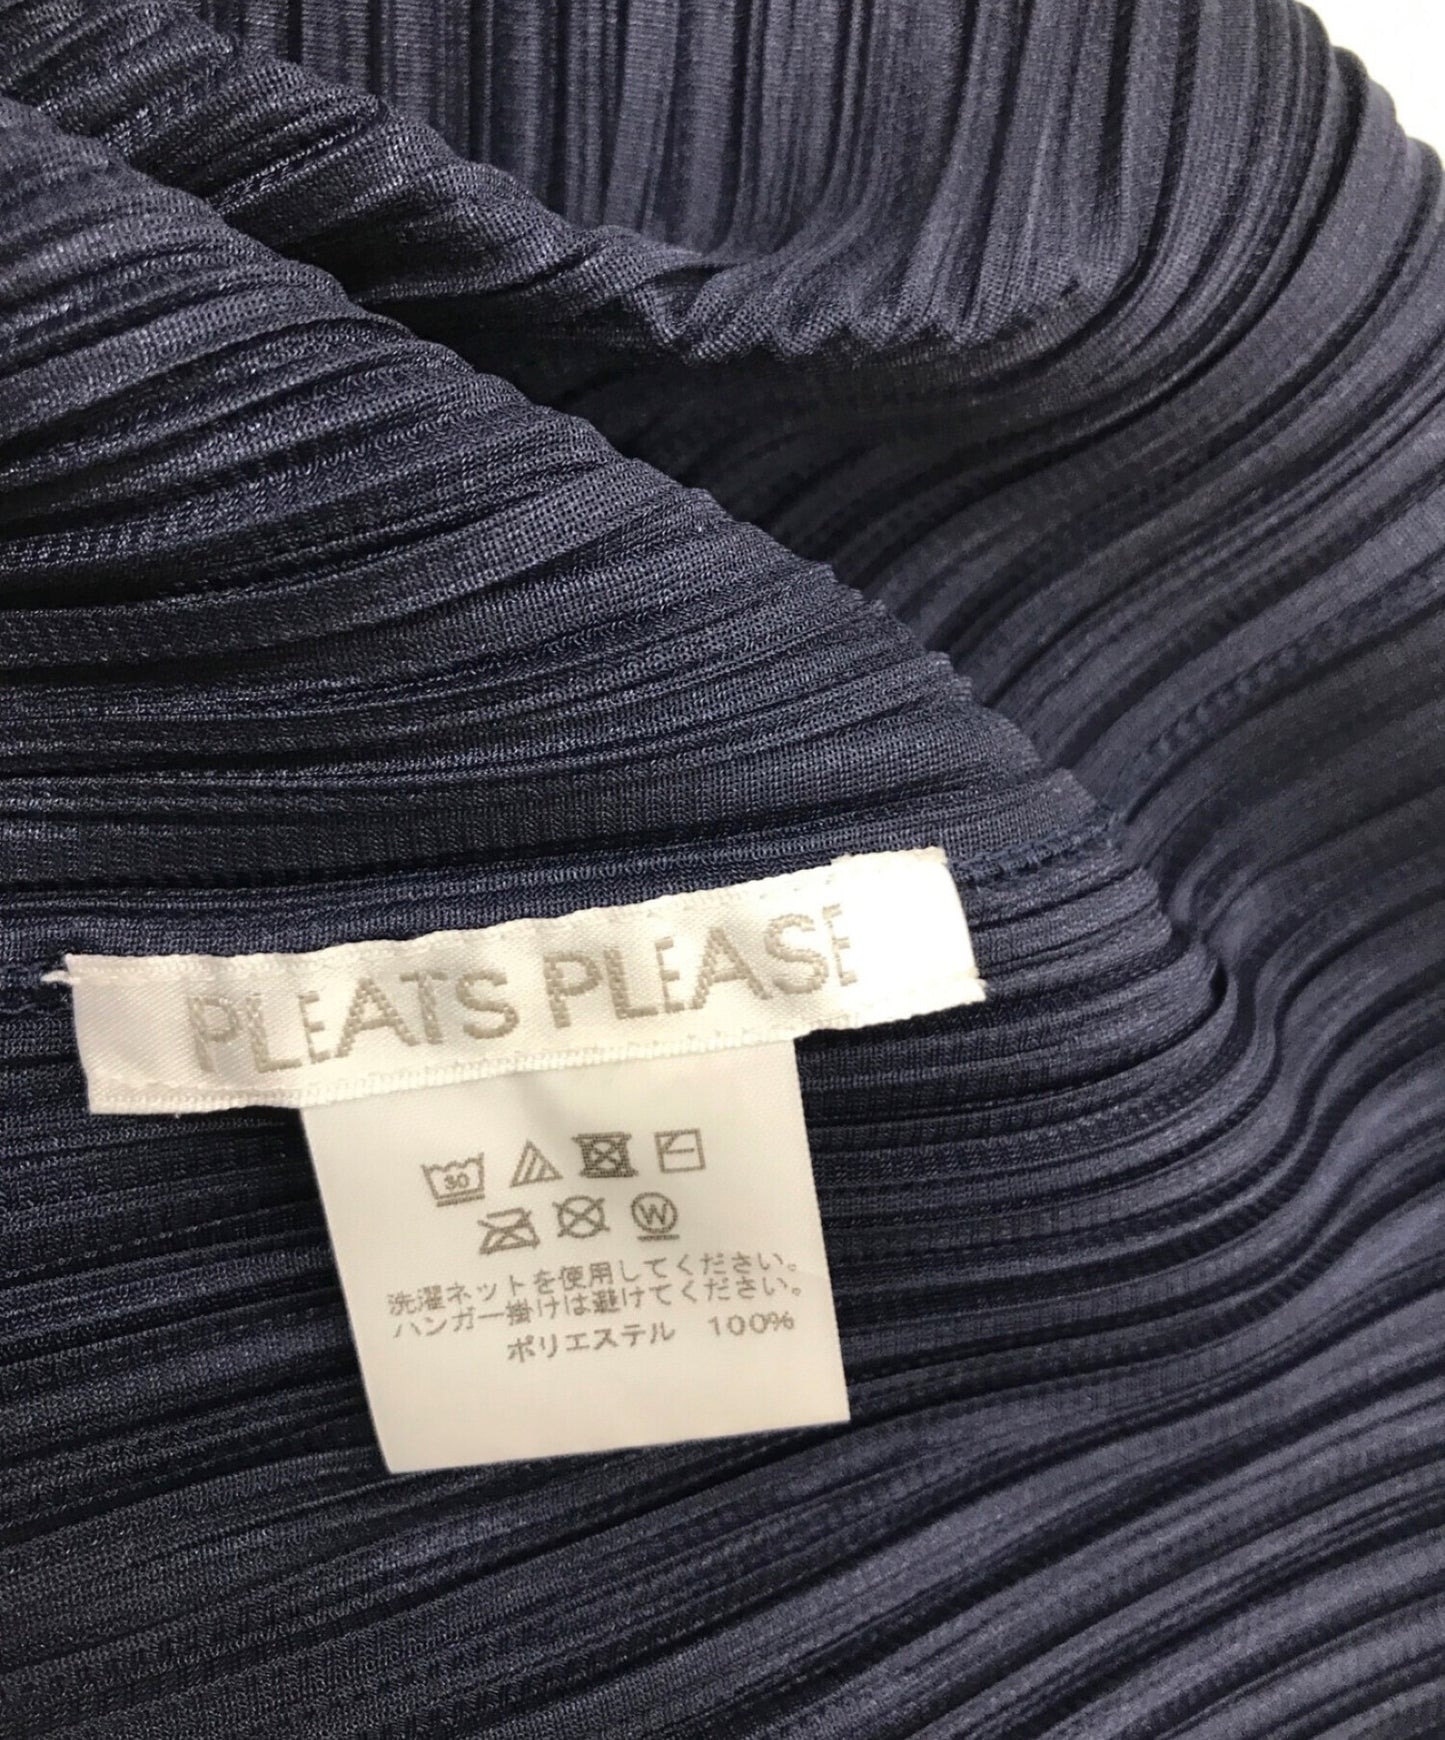 PLEATS PLEASE
30
W
洗濯ネットを使用してください。
ハンガー掛けは避けてください。
ポリエステル 100%